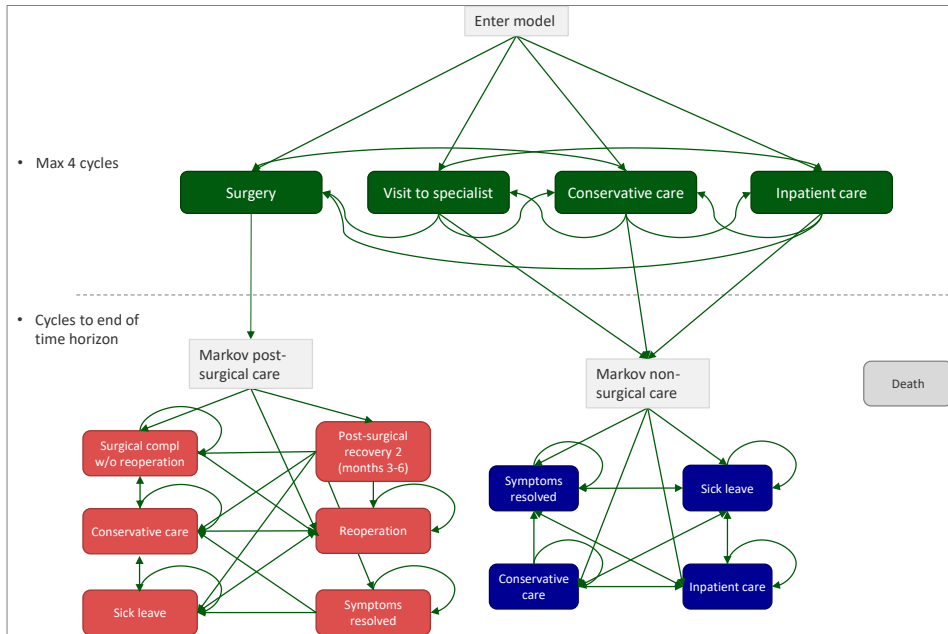 Enter model
• Max 4 cycles
Surgery
Visit to specialist
Conservative care
Inpatient care
• Cycles to end of
time horizon
Markov post-
surgical care
Markov non-
surgical care
Death
Surgical compl
w/o reoperation
Post-surgical
recovery 2
(months 3-6)
Symptoms
resolved
Sick leave
Conservative care
Reoperation
Conservative
care
Inpatient care
Sick leave
Symptoms
resolved